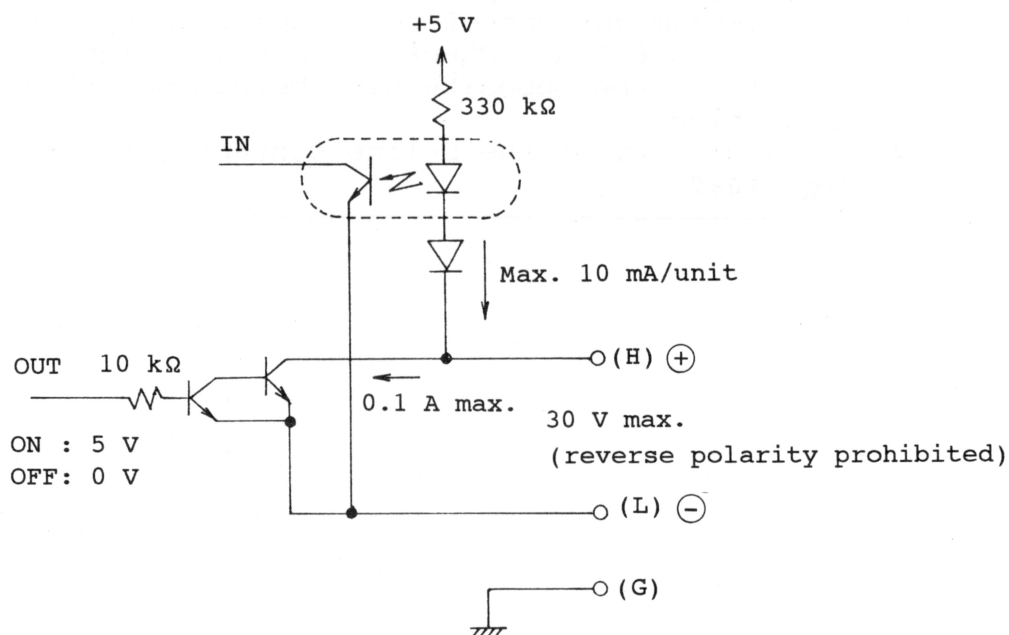 +5 V
330 kΩ
IN
Max. 10 mA/unit
OUT 10 kΩ
(H) +
0.1 A max.
30 V max.
ON : 5 V
(reverse polarity prohibited)
OFF: 0 V
(L) −
(G)